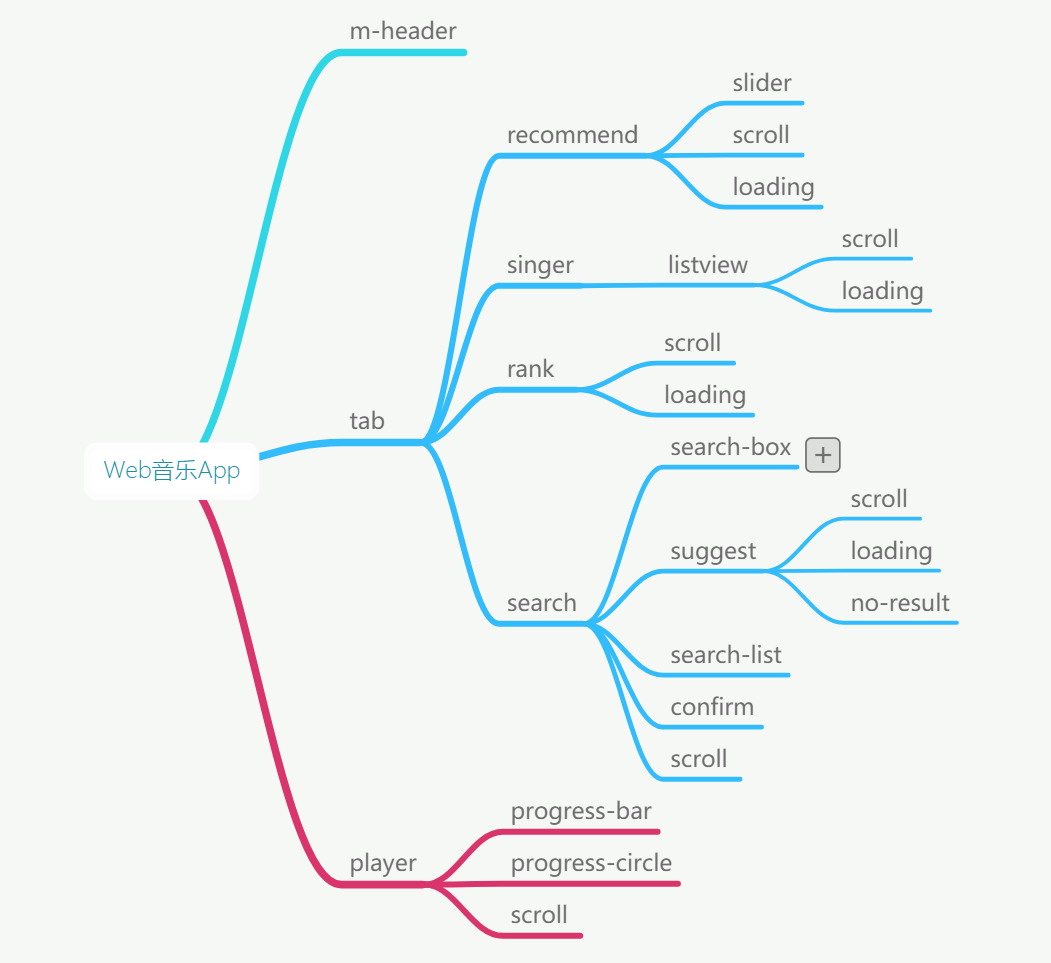 m-header
slider
recommend
scroll
loading
singer
listview
scroll
loading
rank
scroll
loading
tab
Web音乐App
search-box
suggest
scroll
loading
no-result
search
search-list
confirm
scroll
player
progress-bar
progress-circle
scroll